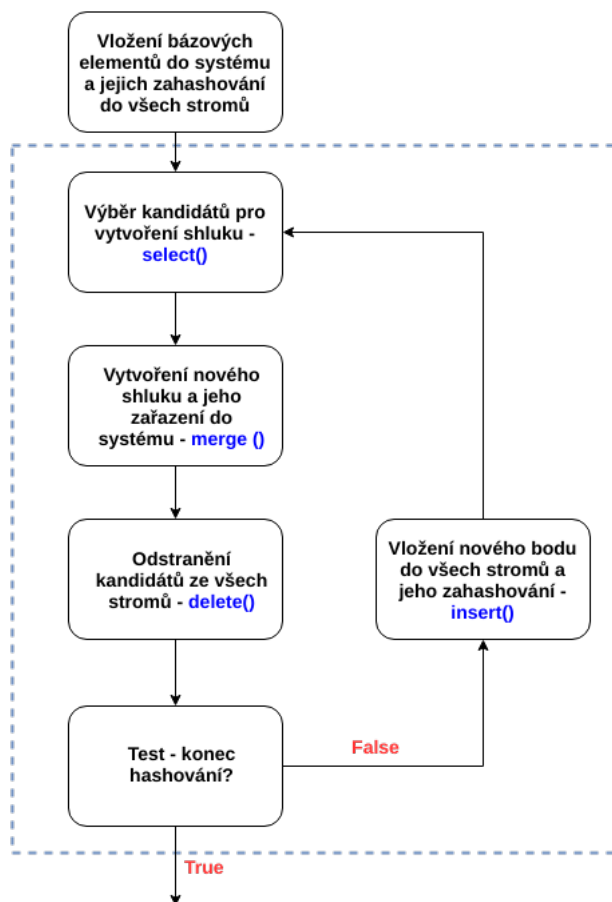 Vložení bázových
elementů do systému
a jejich zahashování
do všech stromů
Výběr kandidátů pro
vytvoření shluku -
select()
Vytvoření nového
shluku a jeho
zařazení do
systému - merge ()
Odstranění
kandidátů ze všech
stromů - delete()
Vložení nového bodu
do všech stromů a
jeho zahashování -
insert()
Test - konec
hashování?
False
True